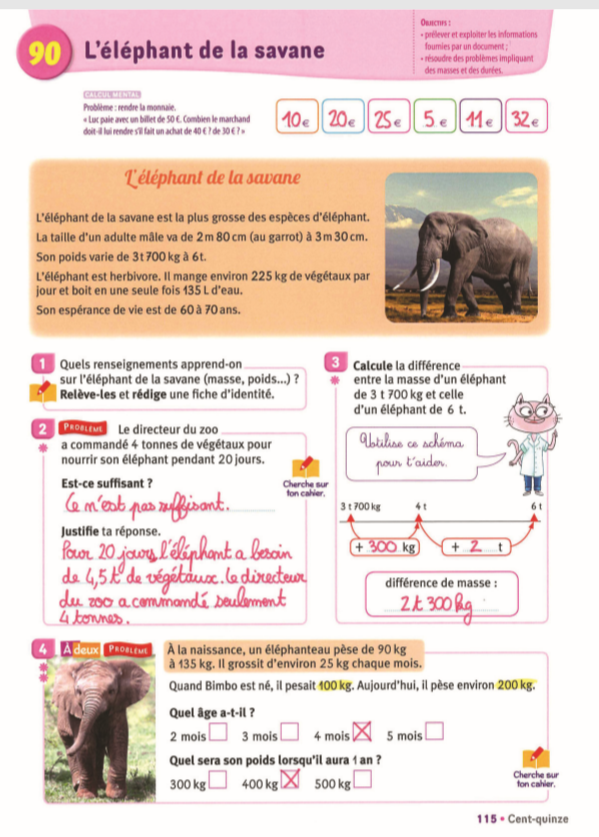 90 L'éléphant de la savane
OBJECTIFS :
• prélever et exploiter les informations
fournies par un document ;
• résoudre des problèmes impliquant
des masses et des durées.
CALCUL MENTAL
Problème : rendre la monnaie.
« Luc paie avec un billet de 50 €. Combien le marchand
doit-il lui rendre s'il fait un achat de 40 € ? de 30 € ? »
10 € 20 € 25 € 5 € 11 € 32 €
L'éléphant de la savane
L'éléphant de la savane est la plus grosse des espèces d'éléphant.
La taille d'un adulte mâle va de 2 m 80 cm (au garrot) à 3 m 30 cm.
Son poids varie de 3 t 700 kg à 6 t.
L'éléphant est herbivore. Il mange environ 225 kg de végétaux par
jour et boit en une seule fois 135 L d'eau.
Son espérance de vie est de 60 à 70 ans.
1 Quels renseignements apprend-on
sur l'éléphant de la savane (masse, poids...) ?
Relève-les et rédige une fiche d'identité.
2 PROBLÈME Le directeur du zoo
a commandé 4 tonnes de végétaux pour
nourrir son éléphant pendant 20 jours.
Est-ce suffisant ?
Cherche sur
ton cahier.
Ce n'est pas suffisant.
Justifie ta réponse.
Pour 20 jours l'éléphant a besoin
de 4,5 t de végétaux. Le directeur
du zoo a commandé seulement
4 tonnes.
3 Calcule la différence
entre la masse d'un éléphant
de 3 t 700 kg et celle
d'un éléphant de 6 t.
Utilise ce schéma
pour t'aider.
3 t 700 kg 4 t 6 t
+ 300 kg + 2 t
différence de masse :
2 t 300 kg
4 À deux PROBLÈME À la naissance, un éléphanteau pèse de 90 kg
à 135 kg. Il grossit d'environ 25 kg chaque mois.
Quand Bimbo est né, il pesait 100 kg. Aujourd'hui, il pèse environ 200 kg.
Quel âge a-t-il ?
2 mois 3 mois 4 mois 5 mois
Quel sera son poids lorsqu'il aura 1 an ?
300 kg 400 kg 500 kg
Cherche sur
ton cahier.
115 • Cent-quinze